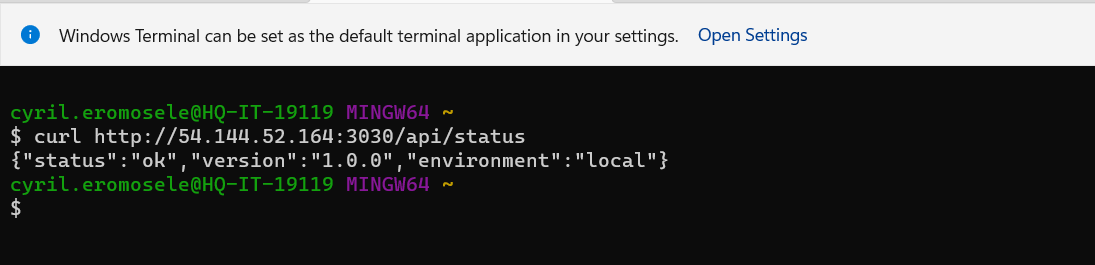 Windows Terminal can be set as the default terminal application in your settings. Open Settings
cyril.eromosele@HQ-IT-19119 MINGW64 ~
$ curl http://54.144.52.164:3030/api/status
{"status":"ok","version":"1.0.0","environment":"local"}
cyril.eromosele@HQ-IT-19119 MINGW64 ~
$